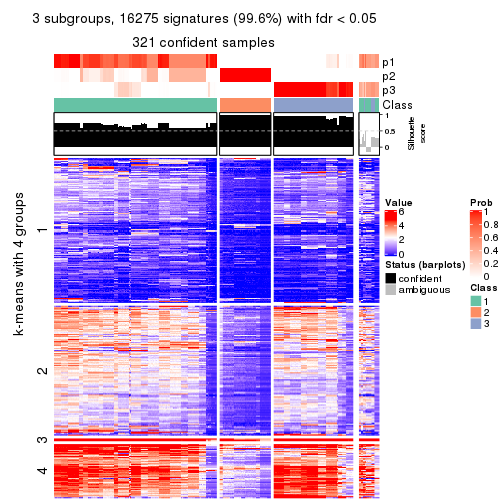 3 subgroups, 16275 signatures (99.6%) with fdr < 0.05
321 confident samples
p1
p2
p3
Class
1
0.5
0
Silhouette
score
k-means with 4 groups
1
2
3
4
Value
6
4
2
0
Status (barplots)
confident
ambiguous
Prob
1
0.8
0.6
0.4
0.2
0
Class
1
2
3